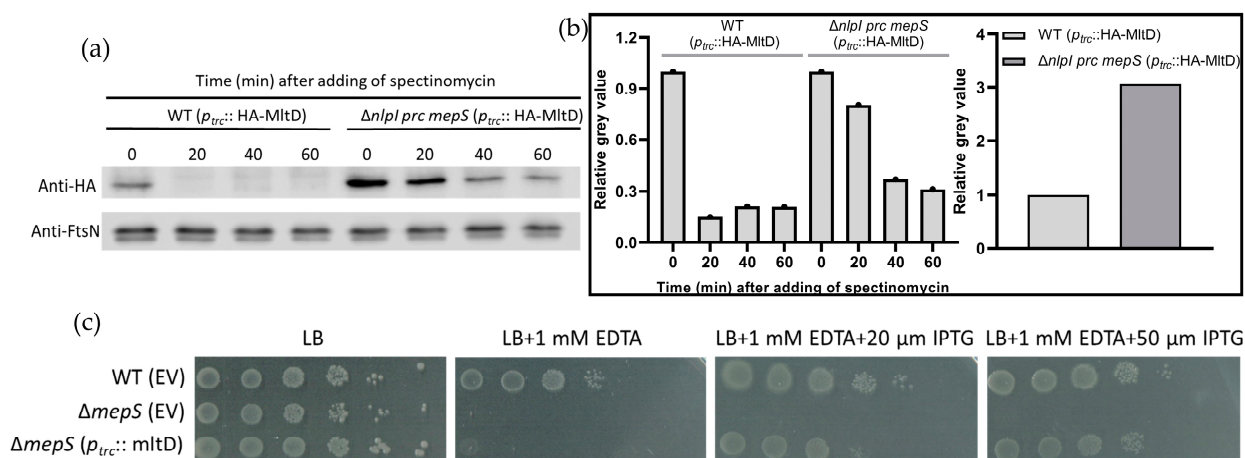 (a)
Time (min) after adding of spectinomycin
WT (ptrc:: HA-MltD) ΔnlpI prc mepS (ptrc:: HA-MltD)
0 20 40 60 0 20 40 60
Anti-HA
Anti-FtsN
(b)
WT
(ptrc::HA-MltD)
ΔnlpI prc mepS
(ptrc::HA-MltD)
Relative grey value
1.2
0.9
0.6
0.3
0.0
0 20 40 60 0 20 40 60
Time (min) after adding of spectinomycin
WT (ptrc::HA-MltD)
ΔnlpI prc mepS (ptrc::HA-MltD)
Relative grey value
4
3
2
1
0
(c)
LB LB+1 mM EDTA LB+1 mM EDTA+20 μm IPTG LB+1 mM EDTA+50 μm IPTG
WT (EV)
ΔmepS (EV)
ΔmepS (ptrc:: mltD)